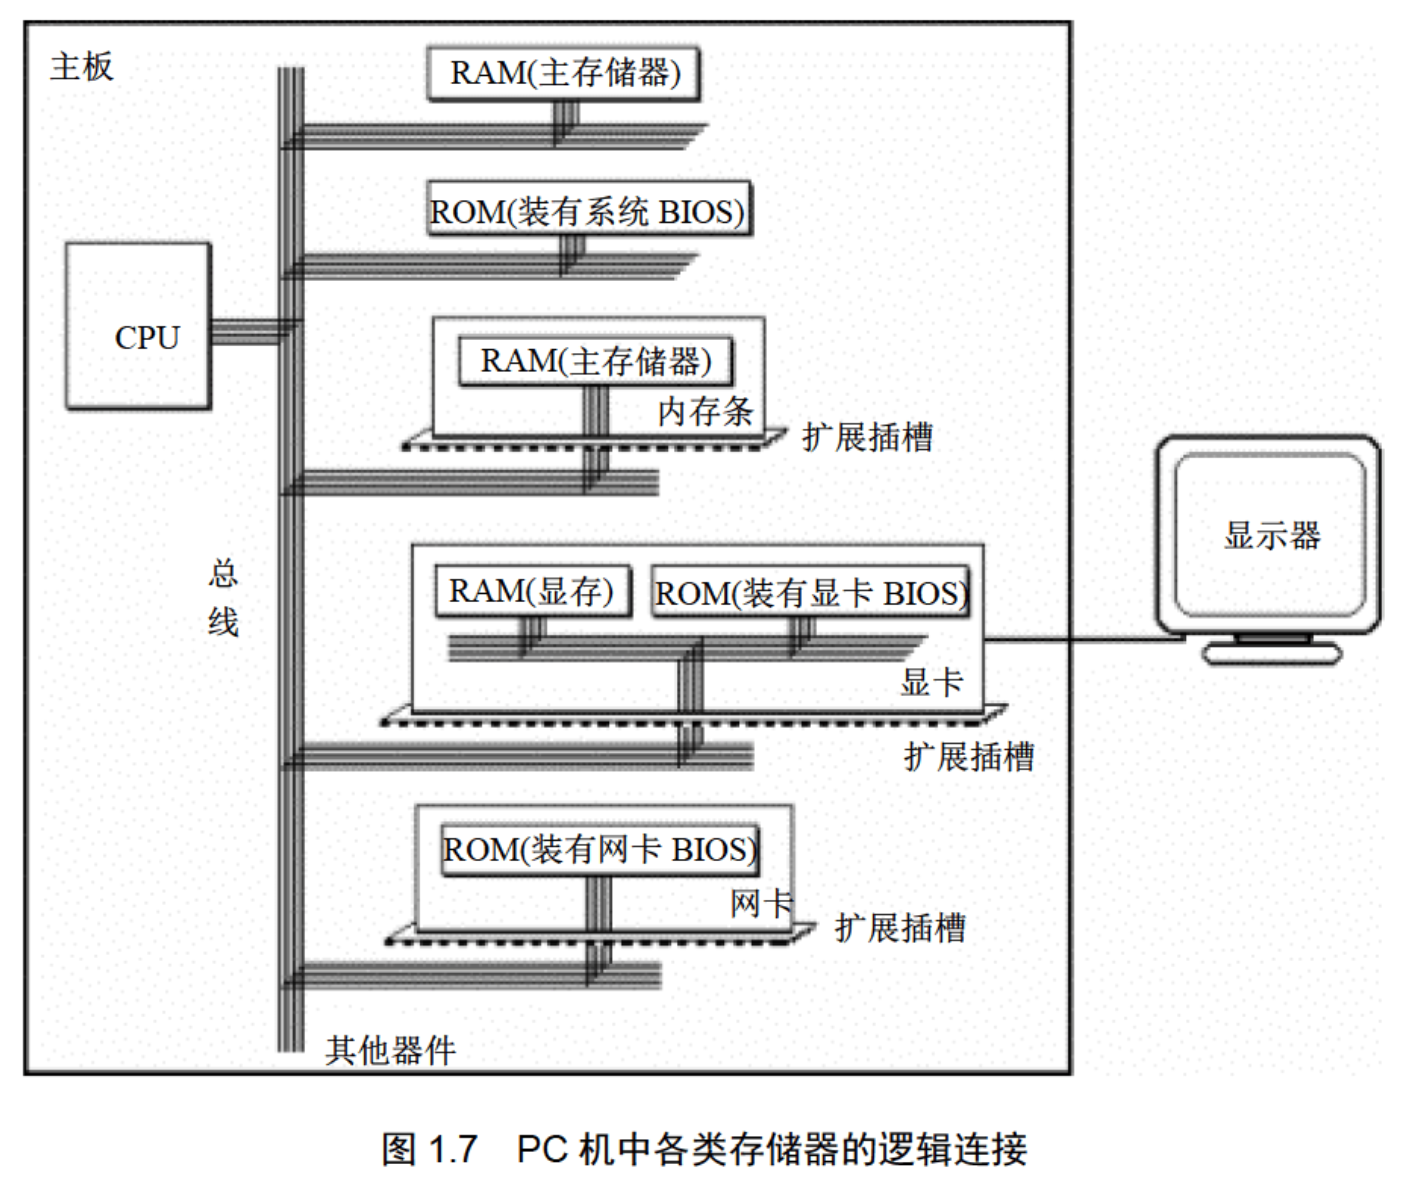 主板
RAM(主存储器)
ROM(装有系统 BIOS)
CPU
RAM(主存储器)
内存条
扩展插槽
显示器
总
线
RAM(显存)
ROM(装有显卡 BIOS)
显卡
扩展插槽
ROM(装有网卡 BIOS)
网卡
扩展插槽
其他器件
图 1.7 PC 机中各类存储器的逻辑连接